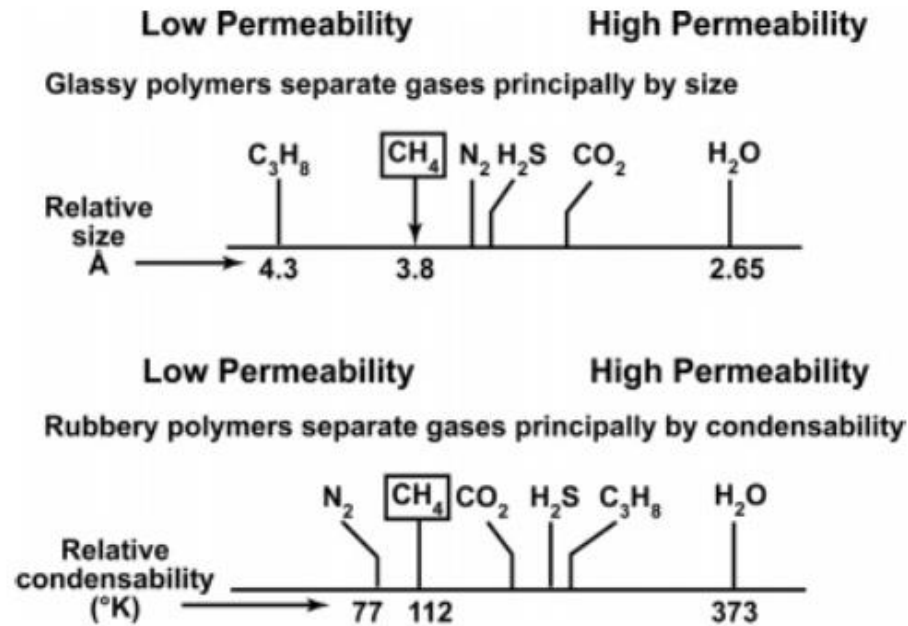 Low Permeability High Permeability
Glassy polymers separate gases principally by size
C₃H₈ CH₄ N₂ H₂S CO₂ H₂O
Relative
size
Å
4.3 3.8 2.65
Low Permeability High Permeability
Rubbery polymers separate gases principally by condensability
N₂ CH₄ CO₂ H₂S C₃H₈ H₂O
Relative
condensability
(°K)
77 112 373